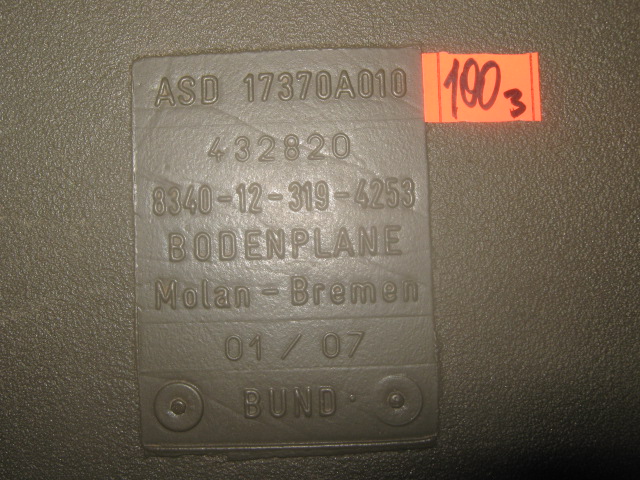 ASD 17370A010
432820
8340-12-319-4253
BODENPLANE
Molan-Bremen
01/07
BUND
100 3